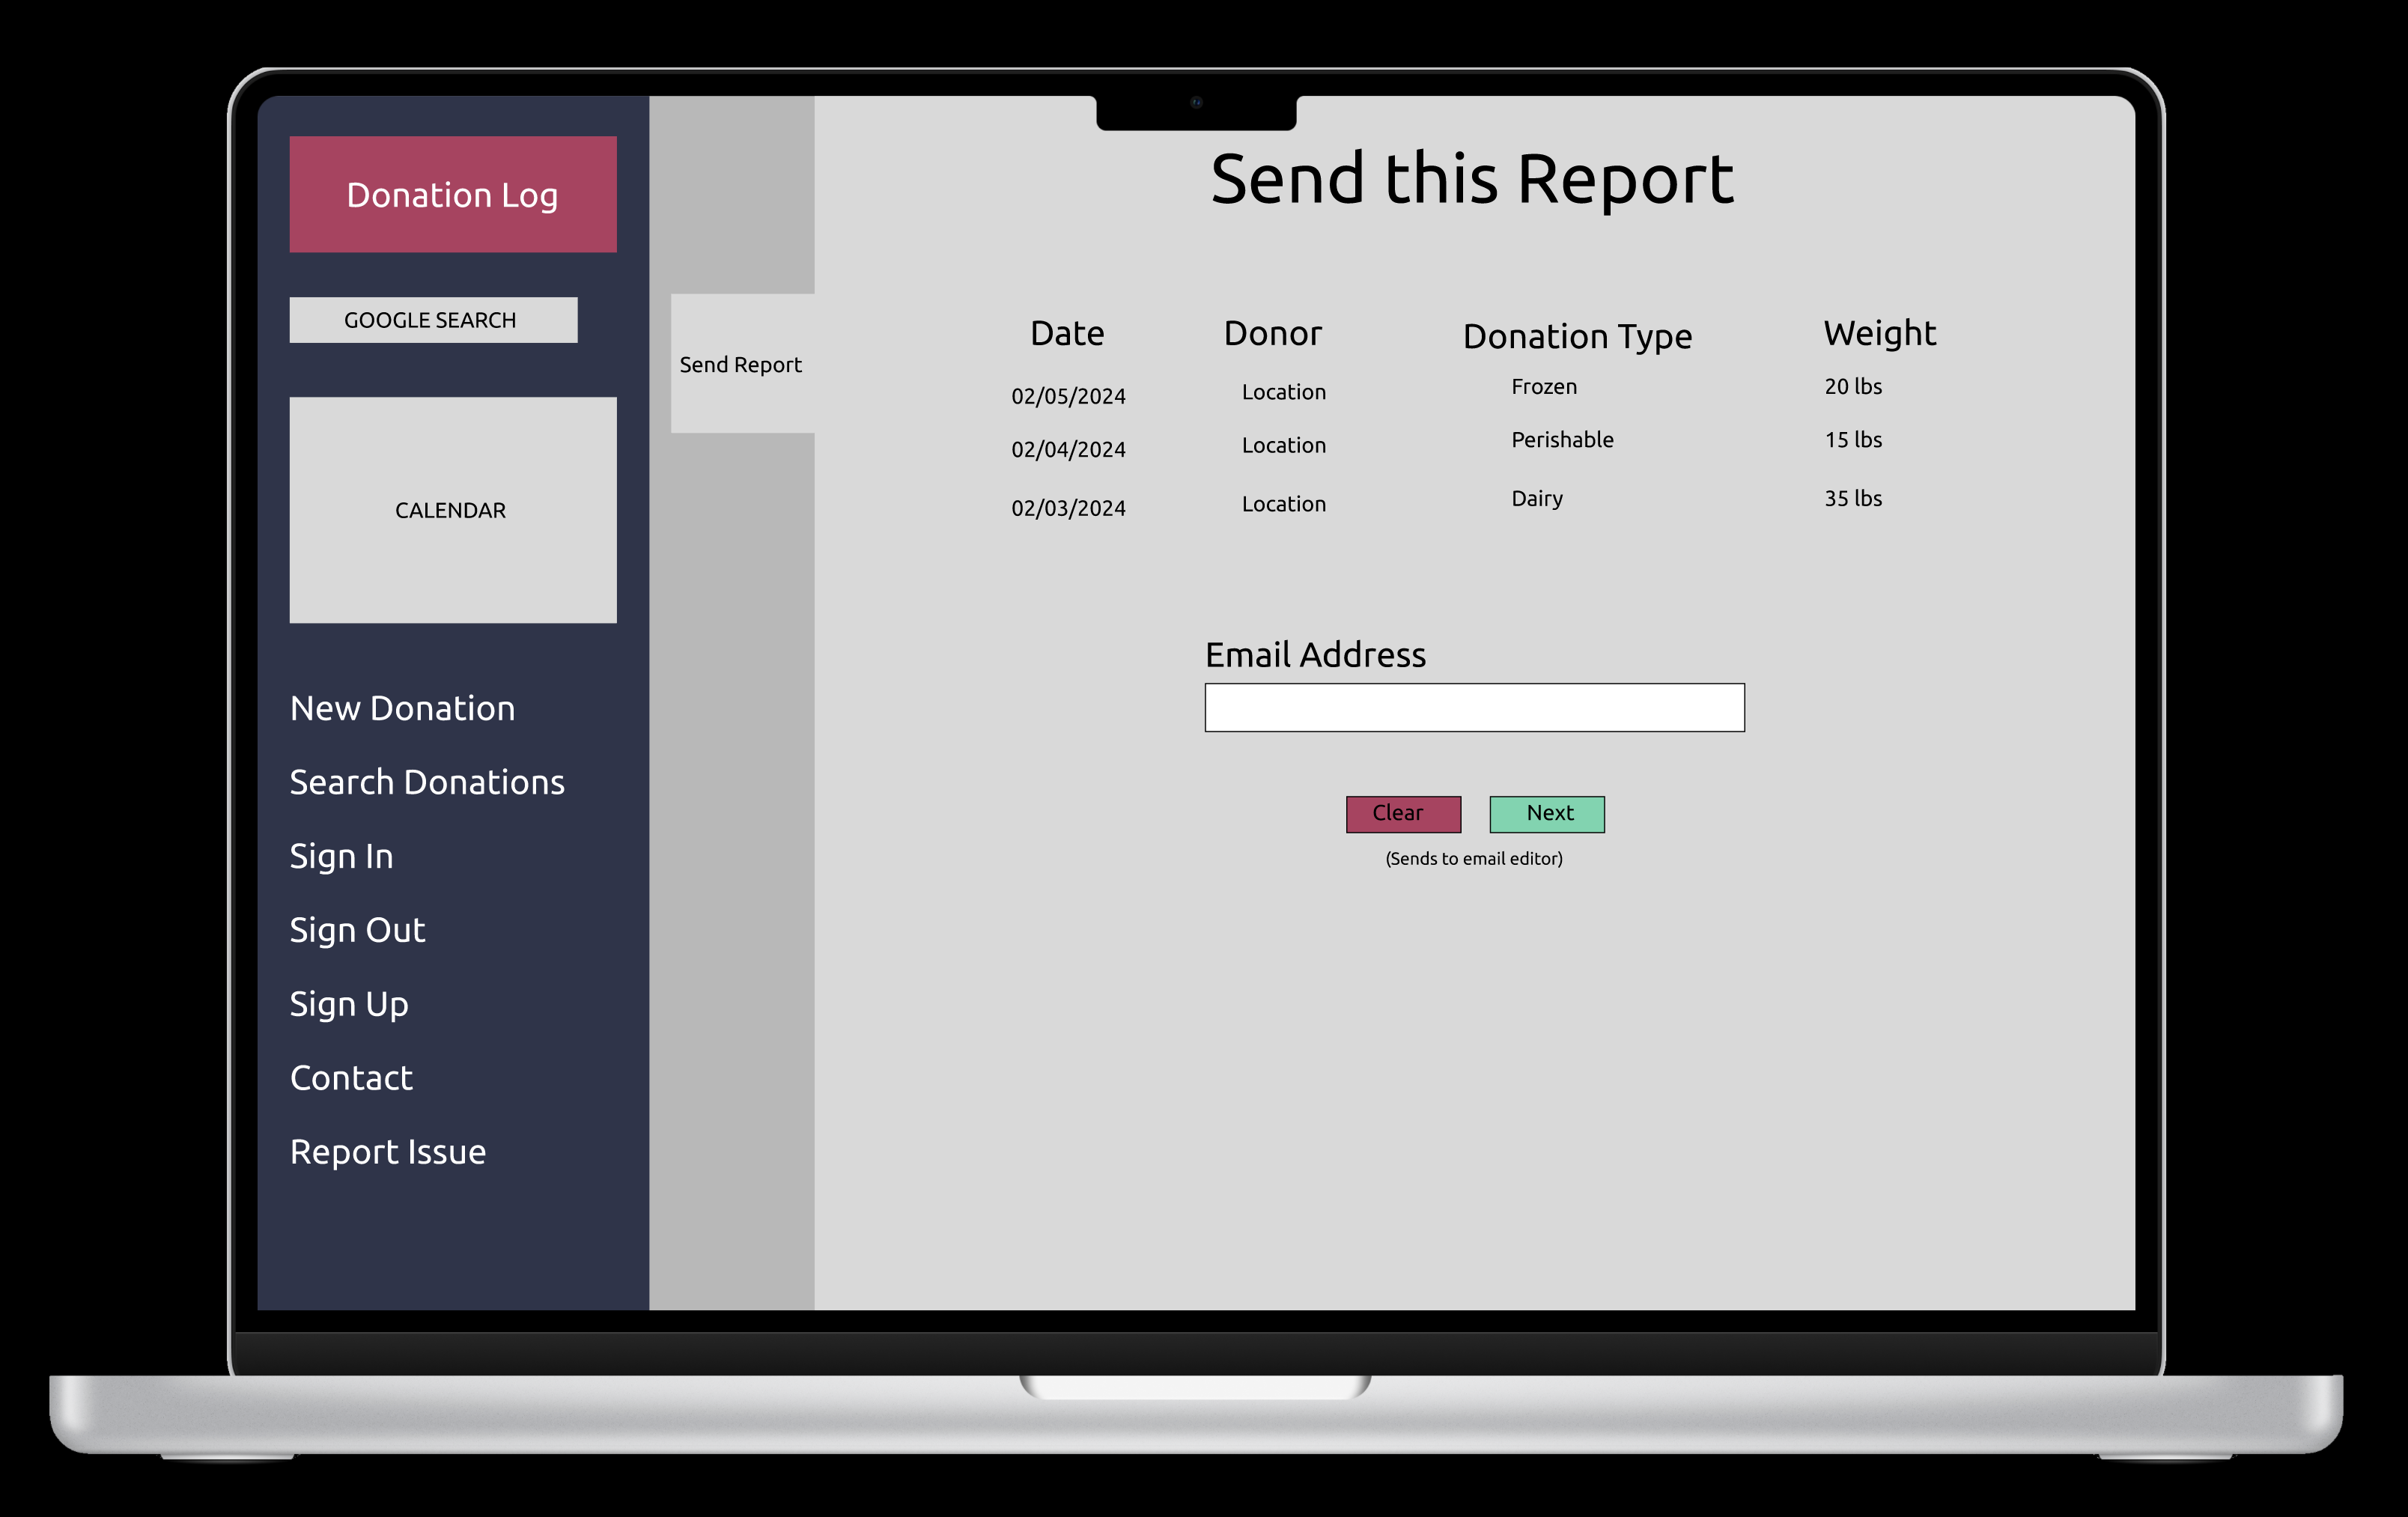 Donation Log
GOOGLE SEARCH
CALENDAR
New Donation
Search Donations
Sign In
Sign Out
Sign Up
Contact
Report Issue
Send Report
Send this Report
Date Donor Donation Type Weight
02/05/2024 Location Frozen 20 lbs
02/04/2024 Location Perishable 15 lbs
02/03/2024 Location Dairy 35 lbs
Email Address
Clear Next
(Sends to email editor)